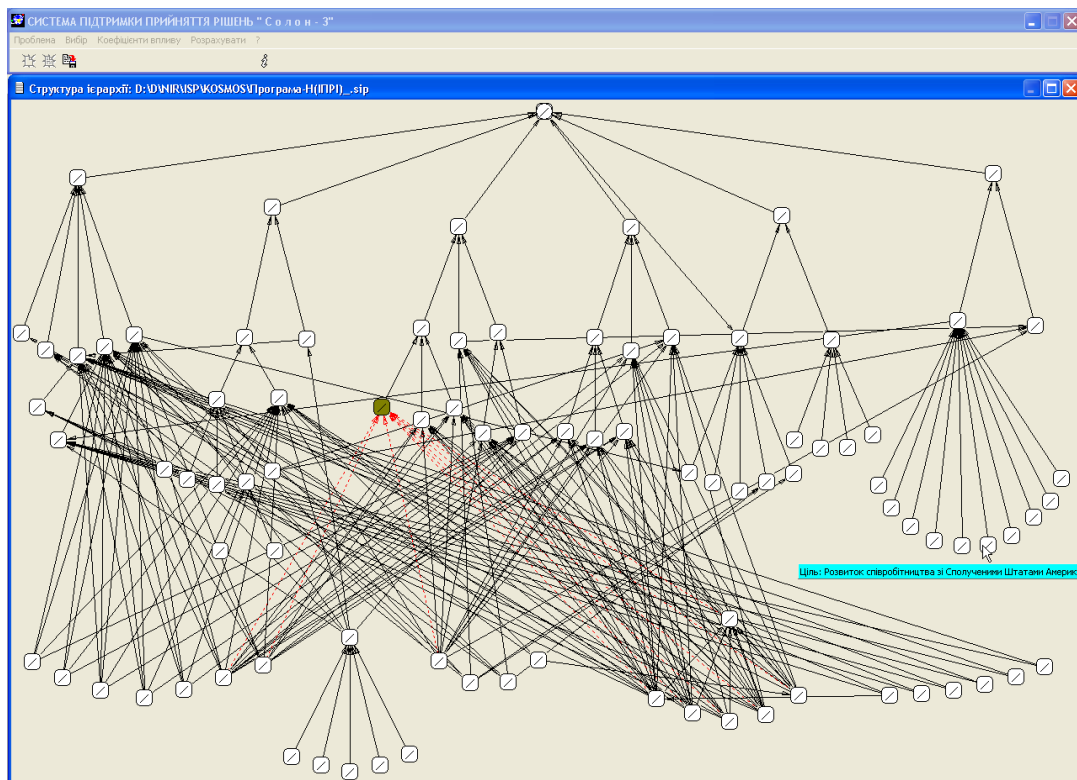 СИСТЕМА ПІДТРИМКИ ПРИЙНЯТТЯ РІШЕНЬ " С о л о н - 3"
Проблема Вибір Коефіцієнти впливу Розрахувати ?
Структура ієрархії: D:\D\NIR\ISP\KOSMOS\Програма-Н(ІПРІ)_.sip
Ціль: Розвиток співробітництва зі Сполученими Штатами Америк